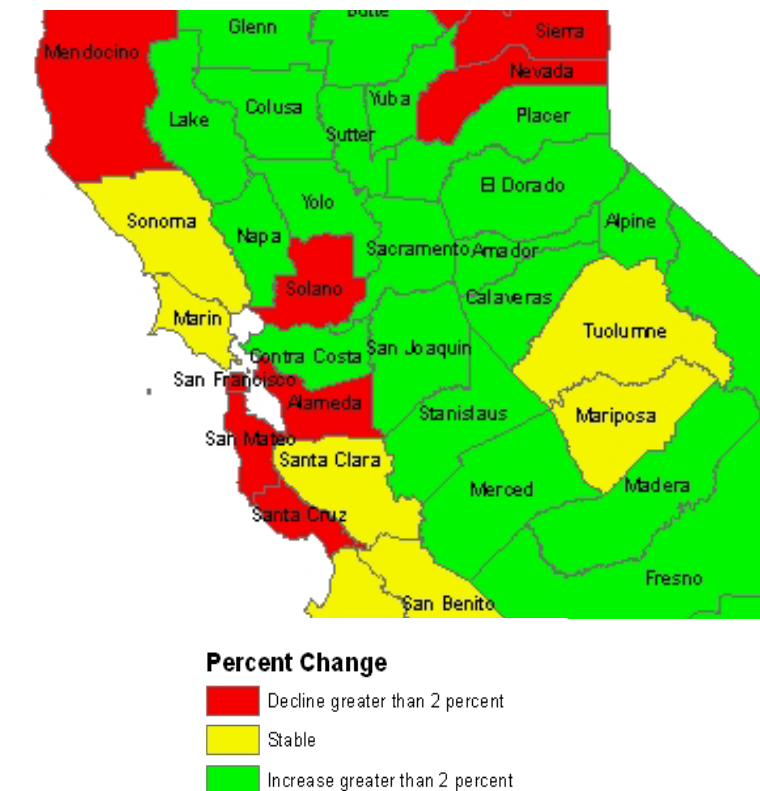 Butte
Glenn
Sierra
Mendocino
Nevada
Yuba
Colusa
Placer
Lake
Sutter
El Dorado
Yolo
Sonoma
Alpine
Napa
Sacramento
Amador
Solano
Calaveras
Marin
Tuolumne
San Joaquin
Contra Costa
San Francisco
Alameda
Stanislaus
Mariposa
San Mateo
Santa Clara
Merced
Madera
Santa Cruz
Fresno
San Benito
Percent Change
Decline greater than 2 percent
Stable
Increase greater than 2 percent